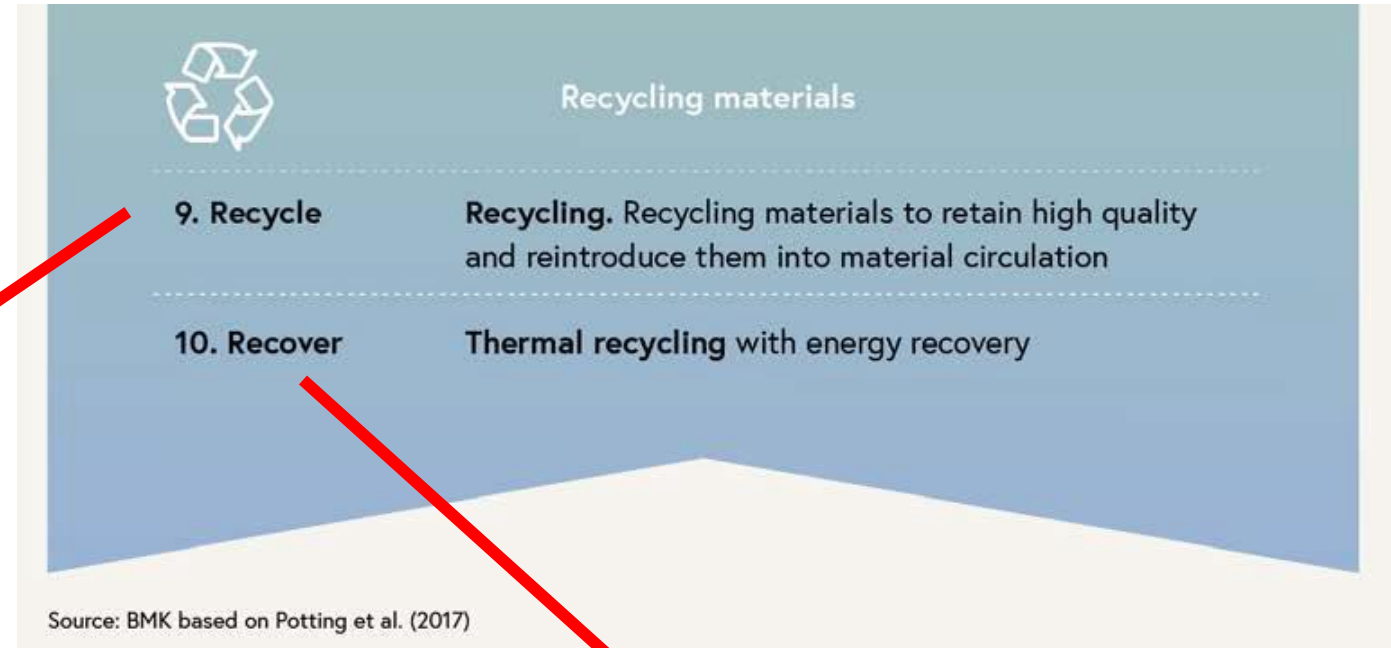 Recycling materials
9. Recycle
Recycling. Recycling materials to retain high quality
and reintroduce them into material circulation
10. Recover
Thermal recycling with energy recovery
Source: BMK based on Potting et al. (2017)